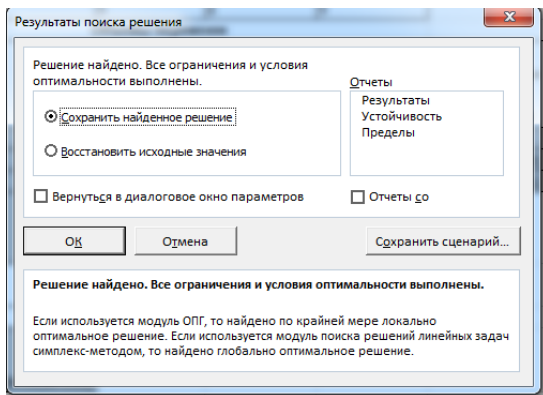 Результаты поиска решения
Решение найдено. Все ограничения и условия
оптимальности выполнены.
Отчеты
Результаты
Устойчивость
Пределы
Сохранить найденное решение
Восстановить исходные значения
Вернуться в диалоговое окно параметров
Отчеты со
ОК
Отмена
Сохранить сценарий...
Решение найдено. Все ограничения и условия оптимальности выполнены.
Если используется модуль ОПГ, то найдено по крайней мере локально
оптимальное решение. Если используется модуль поиска решений линейных задач
симплекс-методом, то найдено глобально оптимальное решение.